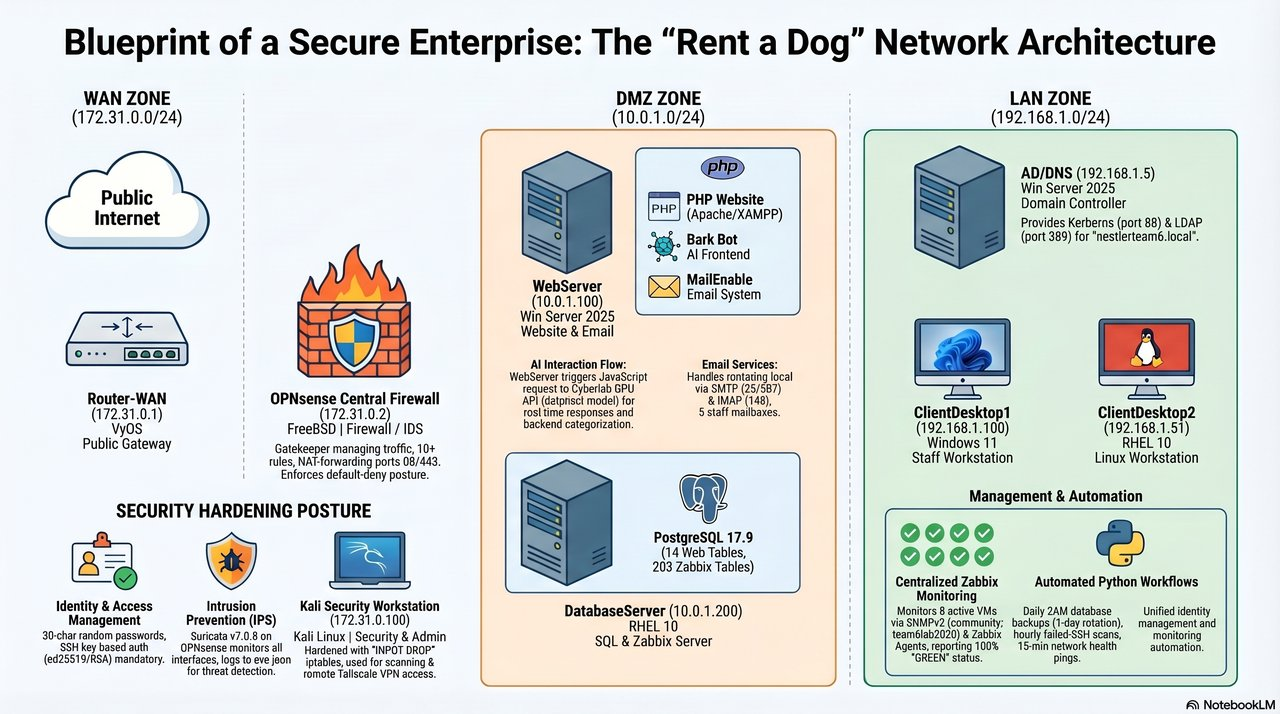 Blueprint of a Secure Enterprise: The “Rent a Dog” Network Architecture
WAN ZONE
(172.31.0.0/24)
Public
Internet
Router-WAN
(172.31.0.1)
VyOS
Public Gateway
OPNsense Central Firewall
(172.31.0.2)
FreeBSD | Firewall / IDS
Gatekeeper managing traffic, 10+
rules, NAT-forwarding ports 08/443.
Enforces default-deny posture.
SECURITY HARDENING POSTURE
Identity & Access
Management
30-char random passwords,
SSH key based auth
(ed25519/RSA) mandatory.
Intrusion
Prevention (IPS)
Suricata v7.0.8 on
OPNsense monitors all
interfaces, logs to eve jeon
for threat detection.
Kali Security Workstation
(172.31.0.100)
Kali Linux | Security & Admin
Hardened with “INPOT DROP”
iptables, used for scanning &
romote Tallscale VPN access.
DMZ ZONE
(10.0.1.0/24)
WebServer
(10.0.1.100)
Win Server 2025
Website & Email
php
PHP
PHP Website
(Apache/XAMPP)
Bark Bot
AI Frontend
MailEnable
Email System
AI Interaction Flow:
WebServer triggers JavaScript
request to Cyberlab GPU
API (datpriscl model) for
rosl time responses and
backend categorization.
Email Services:
Handles rontating local
via SMTP (25/5B7)
& IMAP (148),
5 staff mailbaxes.
PostgreSQL 17.9
(14 Web Tables,
203 Zabbix Tables)
DatabaseServer (10.0.1.200)
RHEL 10
SQL & Zabbix Server
LAN ZONE
(192.168.1.0/24)
AD/DNS (192.168.1.5)
Win Server 2025
Domain Controller
Provides Kerberns (port 88) & LDAP
(port 389) for "nestlerteam6.local".
ClientDesktop1
(192.168.1.100)
Windows 11
Staff Workstation
ClientDesktop2
(192.168.1.51)
RHEL 10
Linux Workstation
Management & Automation
Centralized Zabbix
Monitoring
Monitors 8 active VMs
via SNMPv2 (community;
team6lab2020) & Zabbix
Agents, reporting 100%
“GREEN” status.
Automated Python Workflows
Daily 2AM database
backups (1-day rotation),
hourly failed-SSH scans,
15-min network health
pings.
Unified identity
management and
monitoring
automation.
NotebookLM